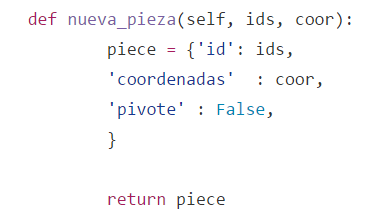 def nueva_pieza(self, ids, coor):
        piece = {'id': ids,
        'coordenadas'  : coor,
        'pivote' : False,
        }

        return piece